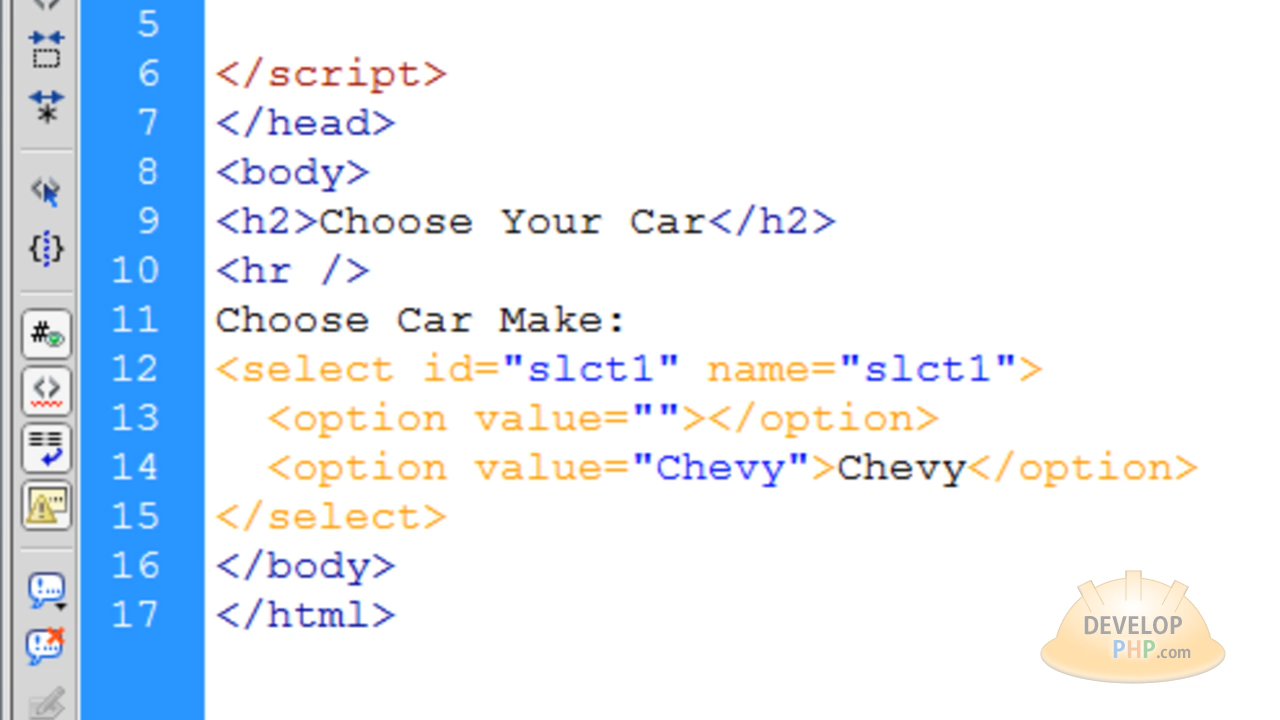 5
6 </script>
7 </head>
8 <body>
9 <h2>Choose Your Car</h2>
10 <hr />
11 Choose Car Make:
12 <select id="slct1" name="slct1">
13   <option value=""></option>
14   <option value="Chevy">Chevy</option>
15 </select>
16 </body>
17 </html>
DEVELOP
PHP.com